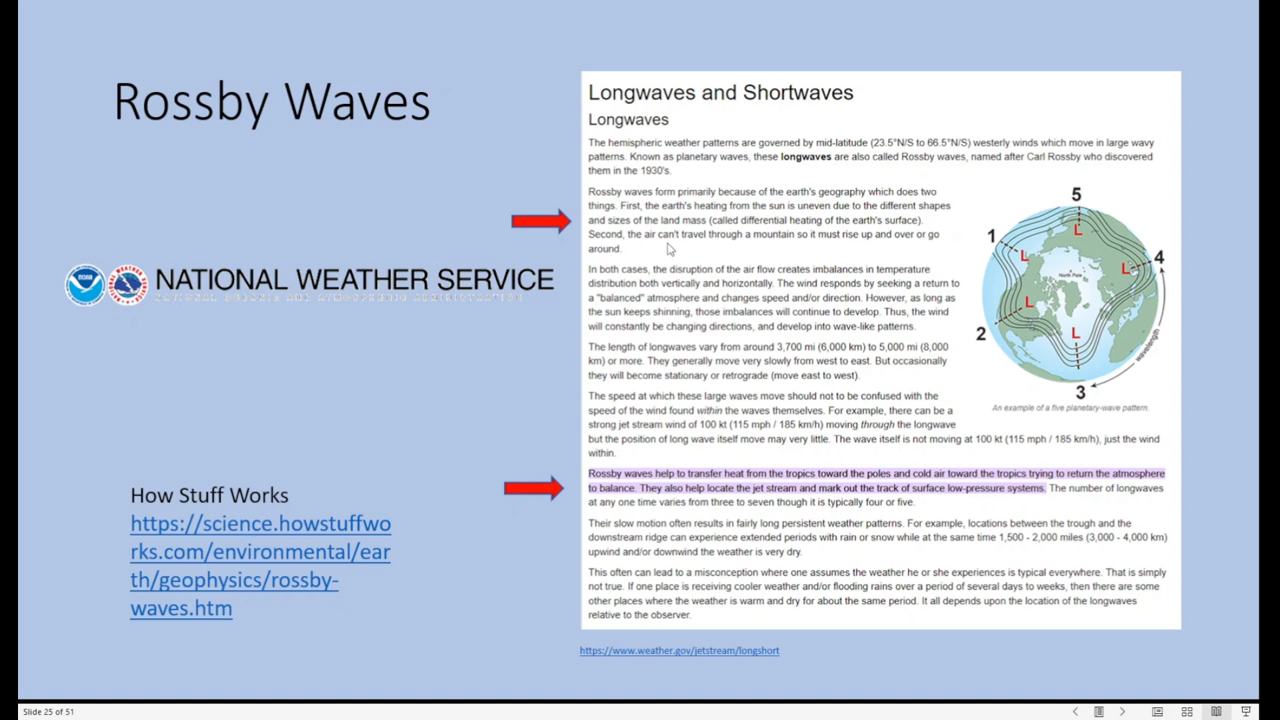 Rossby Waves
NATIONAL WEATHER SERVICE
NATIONAL OCEANIC AND ATMOSPHERIC ADMINISTRATION
How Stuff Works
https://science.howstuffwo
rks.com/environmental/ear
th/geophysics/rossby-
waves.htm
Longwaves and Shortwaves
Longwaves
The hemispheric weather patterns are governed by mid-latitude (23.5°N/S to 66.5°N/S) westerly winds which move in large wavy
patterns. Known as planetary waves, these longwaves are also called Rossby waves, named after Carl Rossby who discovered
them in the 1930's.
Rossby waves form primarily because of the earth's geography which does two
things. First, the earth's heating from the sun is uneven due to the different shapes
and sizes of the land mass (called differential heating of the earth's surface).
Second, the air can't travel through a mountain so it must rise up and over or go
around.
In both cases, the disruption of the air flow creates imbalances in temperature
distribution both vertically and horizontally. The wind responds by seeking a return to
a "balanced" atmosphere and changes speed and/or direction. However, as long as
the sun keeps shinning, those imbalances will continue to develop. Thus, the wind
will constantly be changing directions, and develop into wave-like patterns.
The length of longwaves vary from around 3,700 mi (6,000 km) to 5,000 mi (8,000
km) or more. They generally move very slowly from west to east. But occasionally
they will become stationary or retrograde (move east to west).
The speed at which these large waves move should not to be confused with the
speed of the wind found within the waves themselves. For example, there can be a
strong jet stream wind of 100 kt (115 mph / 185 km/h) moving through the longwave
but the position of long wave itself move may very little. The wave itself is not moving at 100 kt (115 mph / 185 km/h), just the wind
within.
5
1
4
2
3
L
L
L
L
L
North Pole
wavelength
An example of a five planetary-wave pattern.
Rossby waves help to transfer heat from the tropics toward the poles and cold air toward the tropics trying to return the atmosphere
to balance. They also help locate the jet stream and mark out the track of surface low-pressure systems. The number of longwaves
at any one time varies from three to seven though it is typically four or five.
Their slow motion often results in fairly long persistent weather patterns. For example, locations between the trough and the
downstream ridge can experience extended periods with rain or snow while at the same time 1,500 - 2,000 miles (3,000 - 4,000 km)
upwind and/or downwind the weather is very dry.
This often can lead to a misconception where one assumes the weather he or she experiences is typical everywhere. That is simply
not true. If one place is receiving cooler weather and/or flooding rains over a period of several days to weeks, then there are some
other places where the weather is warm and dry for about the same period. It all depends upon the location of the longwaves
relative to the observer.
https://www.weather.gov/jetstream/longshort
Slide 25 of 51